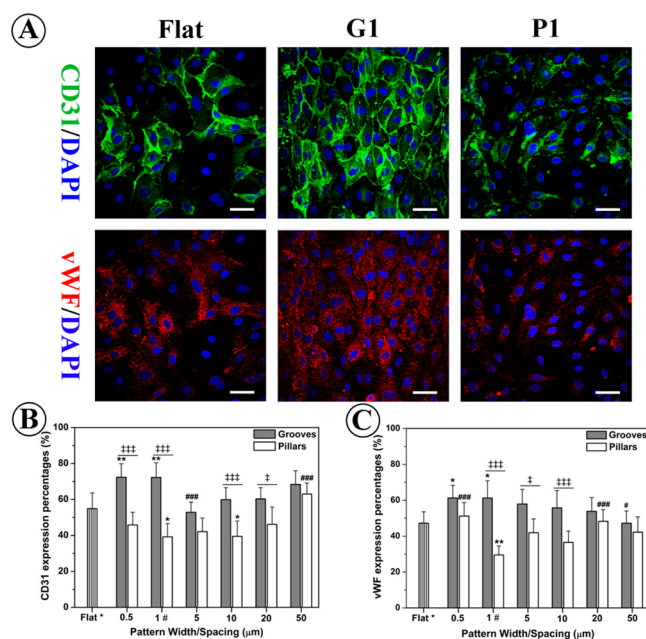 A
Flat
G1
P1
CD31/DAPI
vWF/DAPI
B
CD31 expression percentages (%)
100
80
60
40
20
0
Grooves
Pillars
‡‡‡
‡‡‡
‡‡‡
‡
**
**
*
###
*
###
Flat *
0.5
1 #
5
10
20
50
Pattern Width/Spacing (μm)
C
vWF expression percentages (%)
100
80
60
40
20
0
Grooves
Pillars
‡‡‡
‡
‡‡‡
*
###
*
**
###
#
Flat *
0.5
1 #
5
10
20
50
Pattern Width/Spacing (μm)